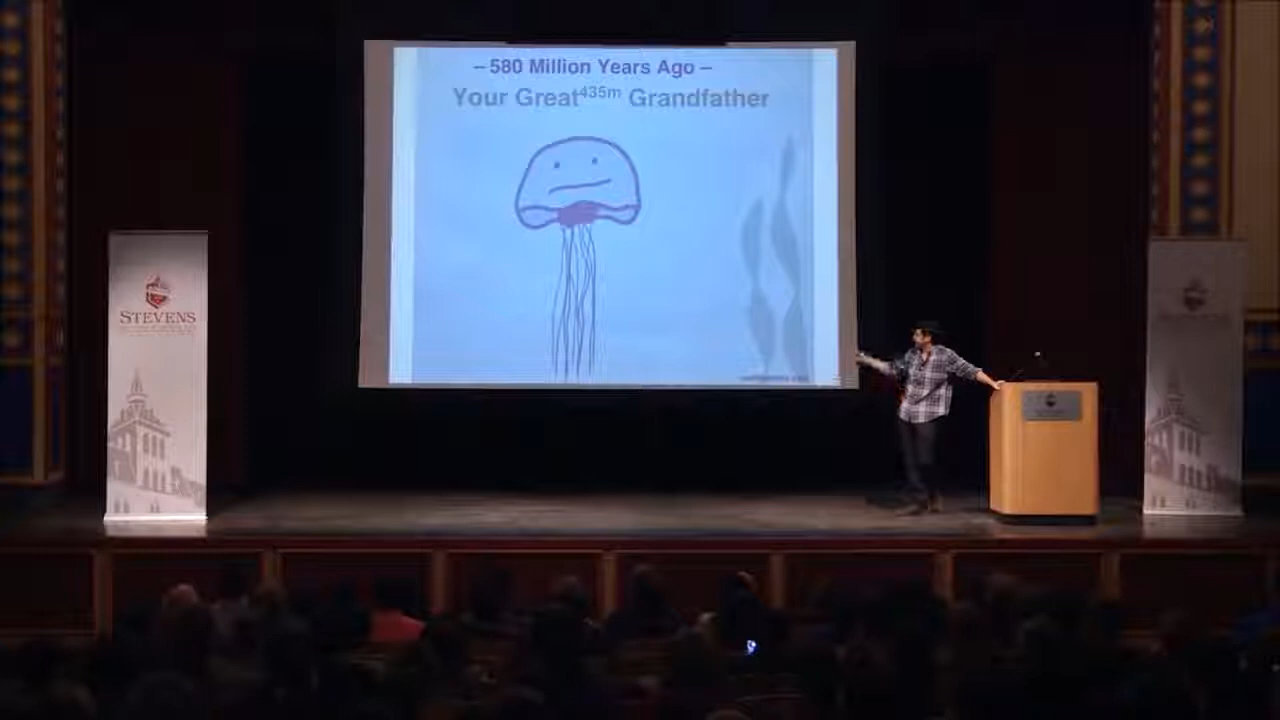 – 580 Million Years Ago –
Your Great435m Grandfather
STEVENS